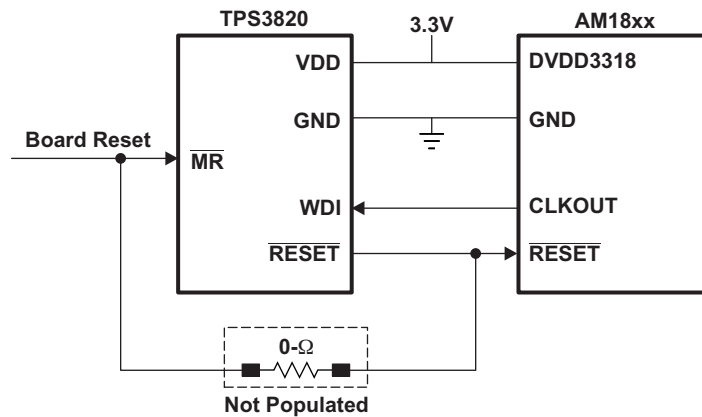 TPS3820
AM18xx
3.3V
VDD
DVDD3318
GND
GND
Board Reset
MR
WDI
CLKOUT
RESET
RESET
0-Ω
Not Populated